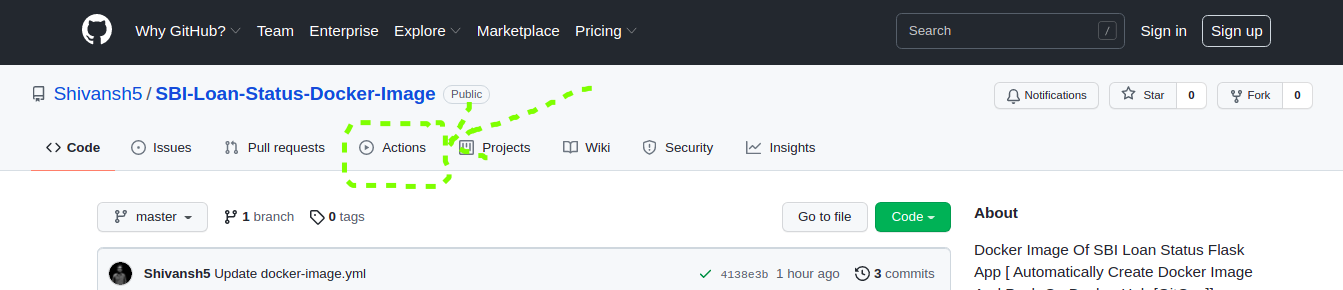 Why GitHub? Team Enterprise Explore Marketplace Pricing Search / Sign in Sign up
Shivansh5 / SBI-Loan-Status-Docker-Image Public Notifications Star 0 Fork 0
Code Issues Pull requests Actions Projects Wiki Security Insights
master 1 branch 0 tags Go to file Code About
Docker Image Of SBI Loan Status Flask
Shivansh5 Update docker-image.yml 4138e3b 1 hour ago 3 commits
App [ Automatically Create Docker Image